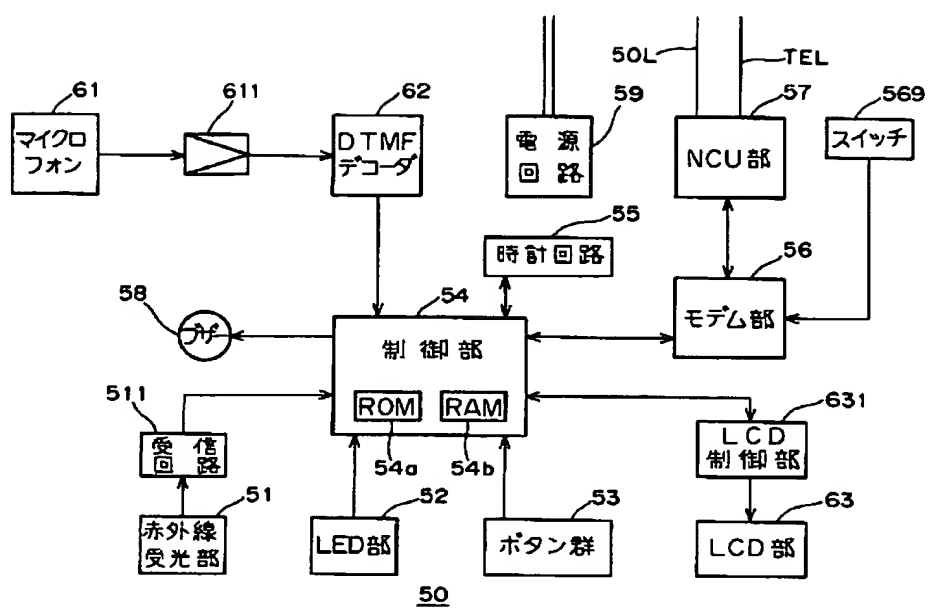 61
マイクロ
フォン
611
62
DTMF
デコーダ
59
電源
回路
50L
TEL
57
NCU部
569
スイッチ
55
時計回路
56
モデム部
58
ブザー
54
制御部
ROM
RAM
54a
54b
511
受信
回路
51
赤外線
受光部
52
LED部
53
ボタン群
631
LCD
制御部
63
LCD部
50